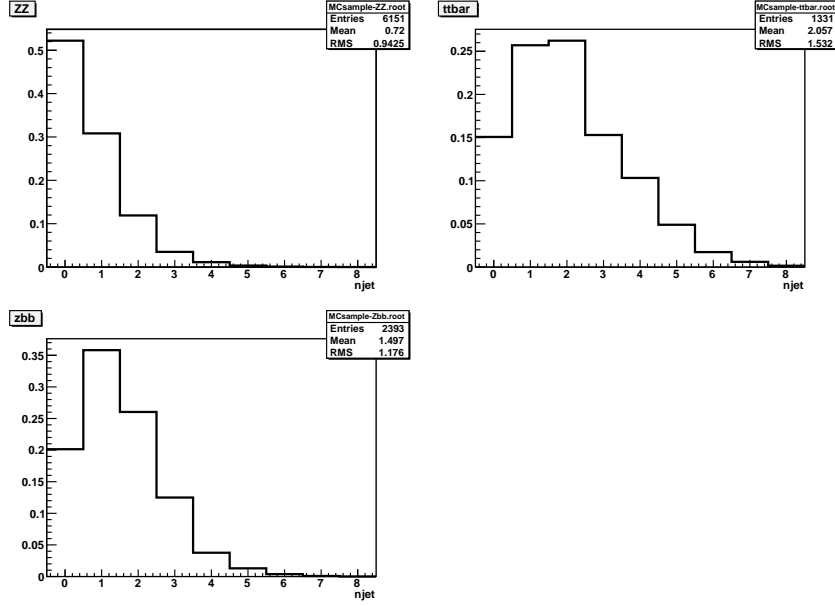 ZZ
MCsample-ZZ.root
Entries 6151
Mean 0.72
RMS 0.9425
0.5
0.4
0.3
0.2
0.1
0
0 1 2 3 4 5 6 7 8
njet
ttbar
MCsample-ttbar.root
Entries 1331
Mean 2.057
RMS 1.532
0.25
0.2
0.15
0.1
0.05
0
0 1 2 3 4 5 6 7 8
njet
zbb
MCsample-Zbb.root
Entries 2393
Mean 1.497
RMS 1.176
0.35
0.3
0.25
0.2
0.15
0.1
0.05
0
0 1 2 3 4 5 6 7 8
njet